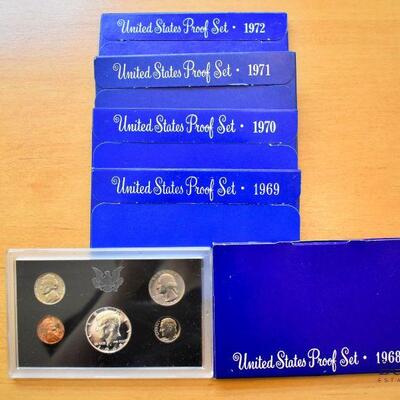 United States Proof Set · 1972
United States Proof Set · 1971
United States Proof Set · 1970
United States Proof Set · 1969
United States Proof Set · 1968
ESTA